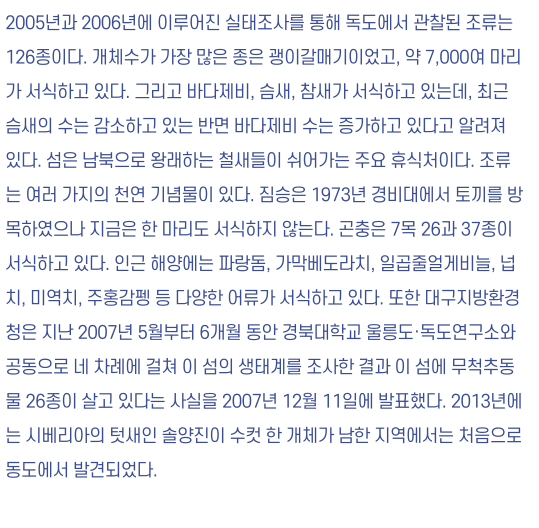 2005년과 2006년에 이루어진 실태조사를 통해 독도에서 관찰된 조류는
126종이다. 개체수가 가장 많은 종은 괭이갈매기이었고, 약 7,000여 마리
가 서식하고 있다. 그리고 바다제비, 슴새, 참새가 서식하고 있는데, 최근
슴새의 수는 감소하고 있는 반면 바다제비 수는 증가하고 있다고 알려져
있다. 섬은 남북으로 왕래하는 철새들이 쉬어가는 주요 휴식처이다. 조류
는 여러 가지의 천연 기념물이 있다. 짐승은 1973년 경비대에서 토끼를 방
목하였으나 지금은 한 마리도 서식하지 않는다. 곤충은 7목 26과 37종이
서식하고 있다. 인근 해양에는 파랑돔, 가막베도라치, 일곱줄얼게비늘, 넙
치, 미역치, 주홍감펭 등 다양한 어류가 서식하고 있다. 또한 대구지방환경
청은 지난 2007년 5월부터 6개월 동안 경북대학교 울릉도·독도연구소와
공동으로 네 차례에 걸쳐 이 섬의 생태계를 조사한 결과 이 섬에 무척추동
물 26종이 살고 있다는 사실을 2007년 12월 11일에 발표했다. 2013년에
는 시베리아의 텃새인 솔양진이 수컷 한 개체가 남한 지역에서는 처음으로
동도에서 발견되었다.